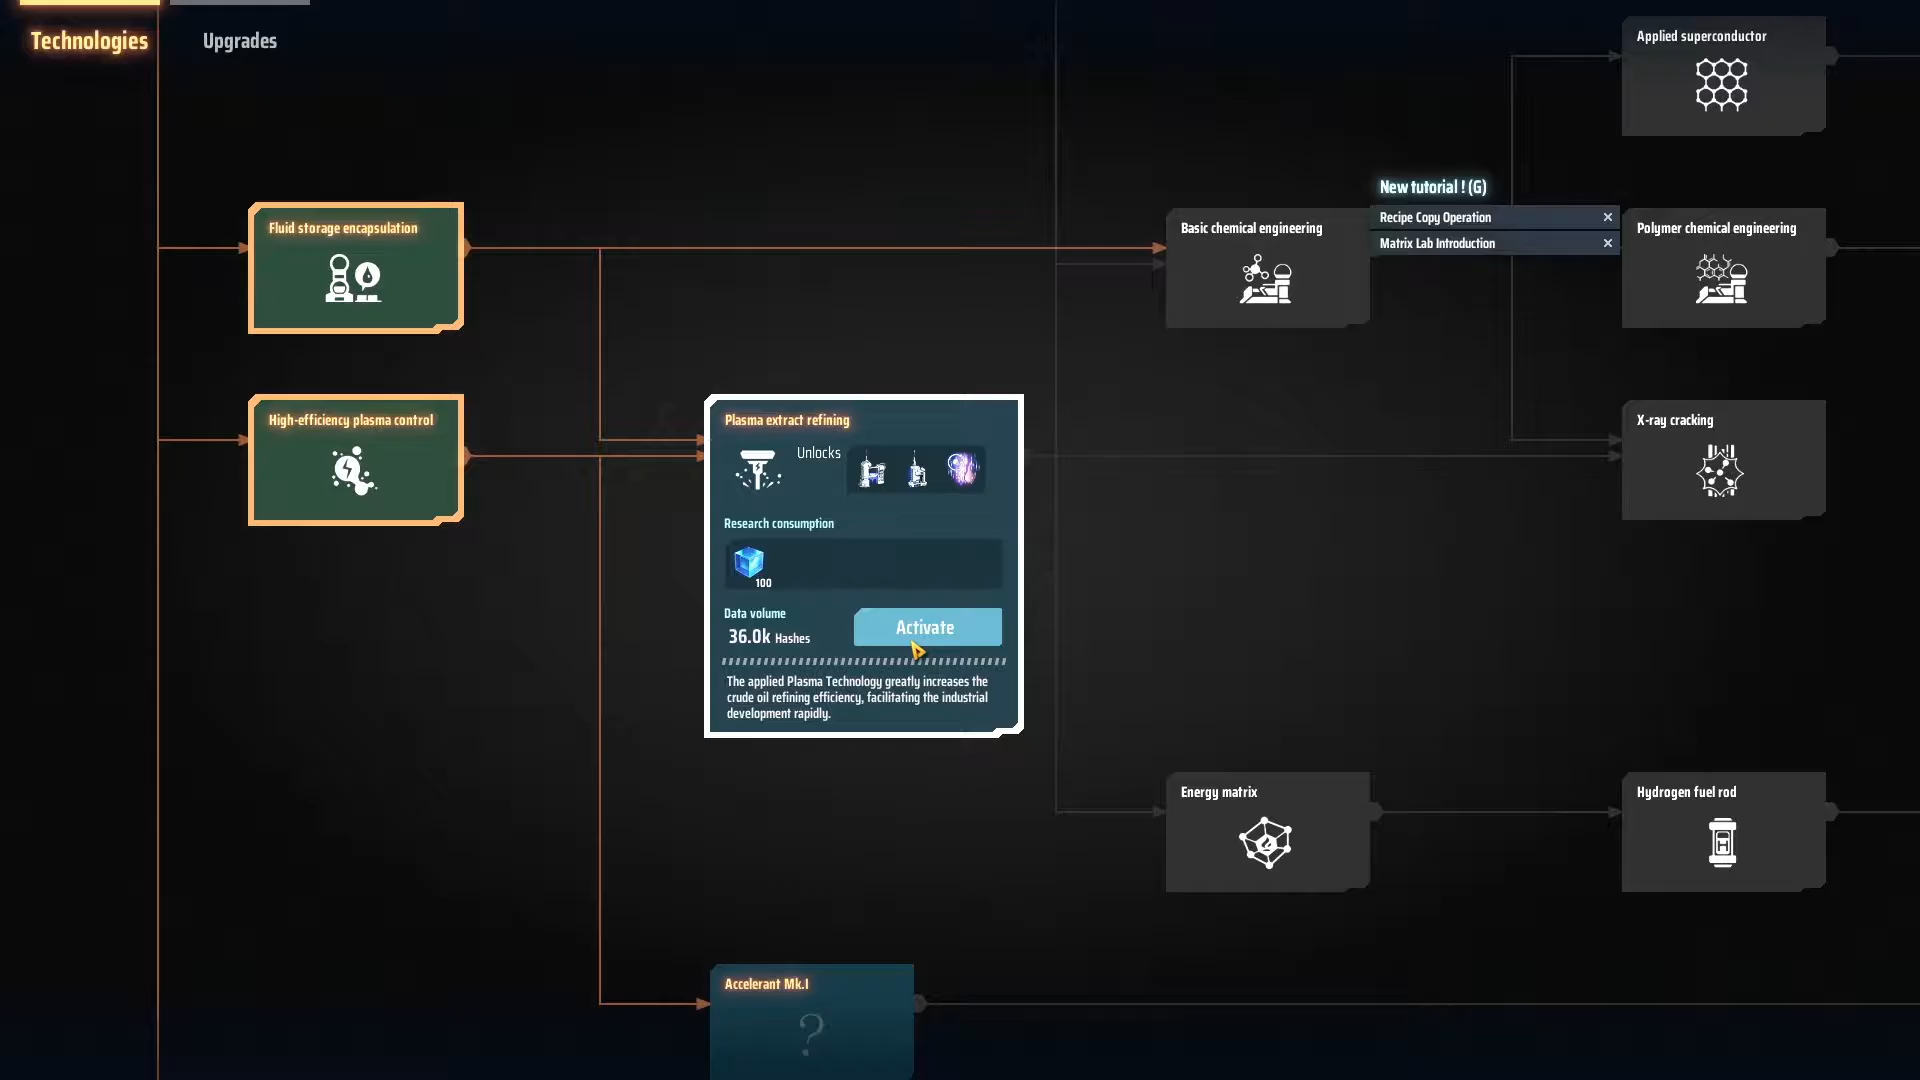 Technologies
Upgrades
Applied superconductor
New tutorial ! (G)
Recipe Copy Operation
Matrix Lab Introduction
Fluid storage encapsulation
Basic chemical engineering
Polymer chemical engineering
High-efficiency plasma control
Plasma extract refining
Unlocks
X-ray cracking
Research consumption
100
Data volume
36.0k Hashes
Activate
The applied Plasma Technology greatly increases the
crude oil refining efficiency, facilitating the industrial
development rapidly.
Energy matrix
Hydrogen fuel rod
Accelerant Mk.I
?